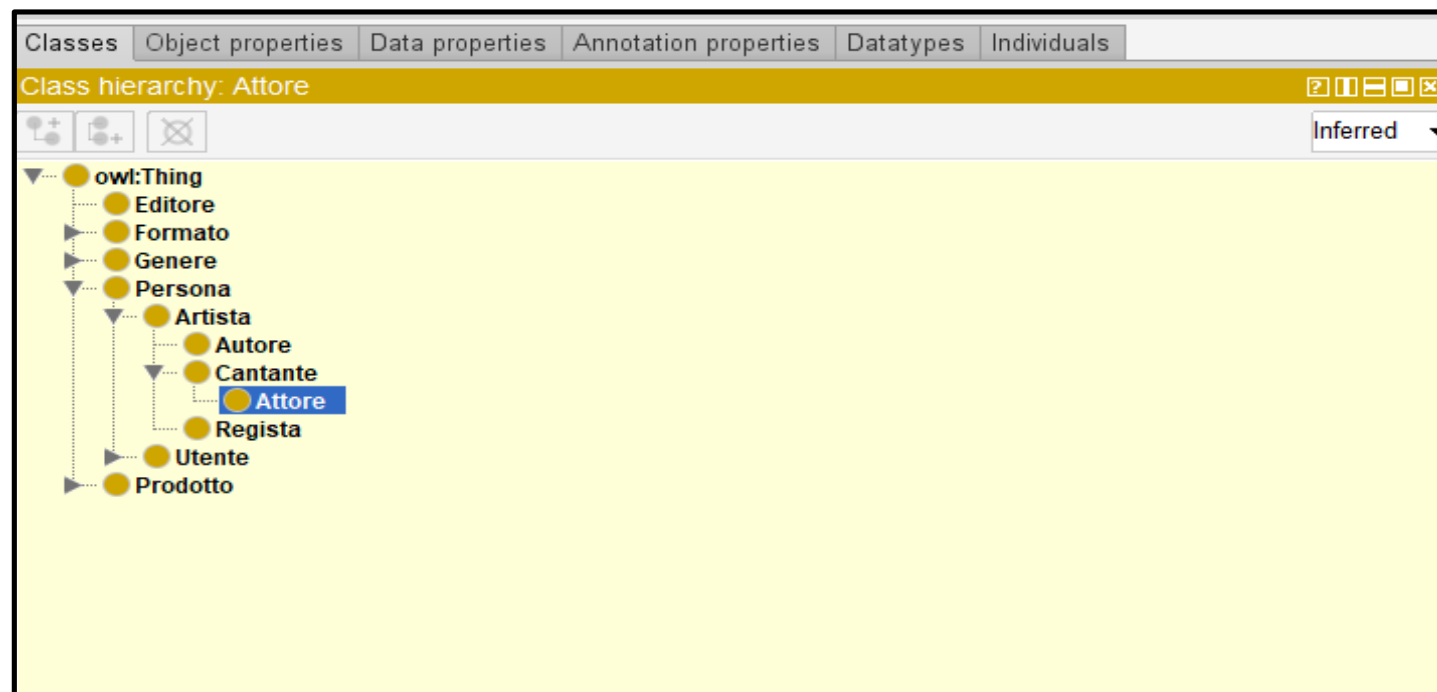 Classes Object properties Data properties Annotation properties Datatypes Individuals
Class hierarchy: Attore
Inferred
owl:Thing
Editore
Formato
Genere
Persona
Artista
Autore
Cantante
Attore
Regista
Utente
Prodotto